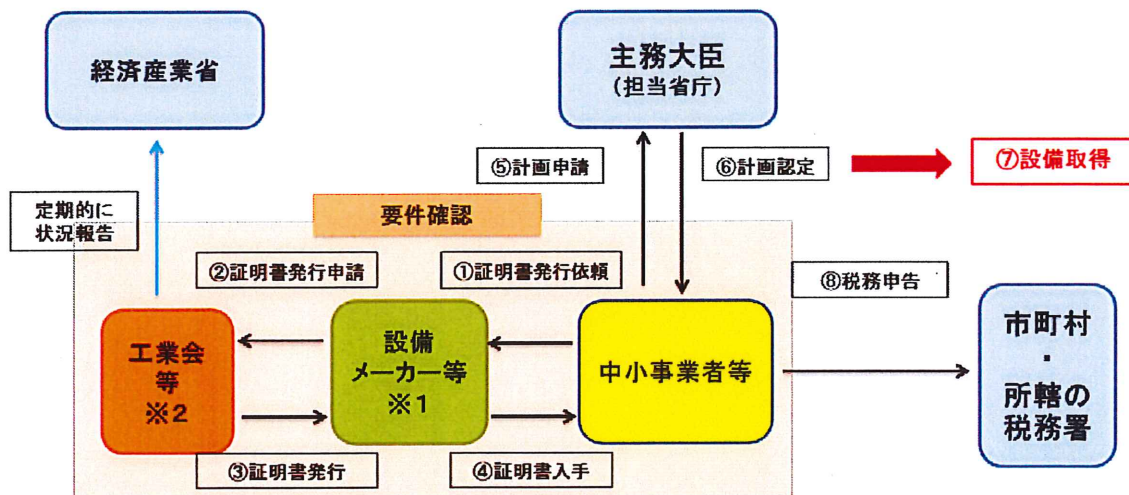 経済産業省
主務大臣
(担当省庁)
⑤計画申請
⑥計画認定
⑦設備取得
定期的に
状況報告
要件確認
②証明書発行申請
①証明書発行依頼
⑧税務申告
工業会
等
※2
設備
メーカー等
※1
中小事業者等
市町村
・
所轄の
税務署
③証明書発行
④証明書入手